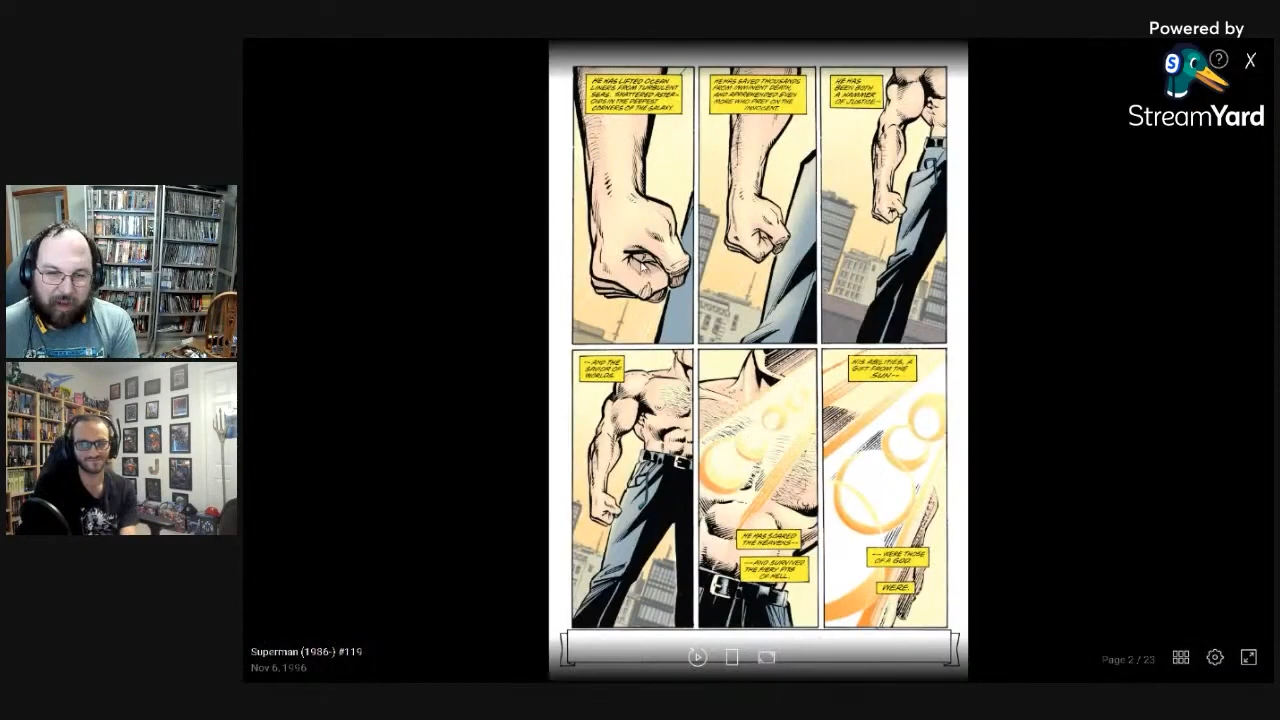 Powered by
S
?
X
StreamYard
HE HAS LIFTED OCEAN
LINERS FROM TURBULENT
SEAS. SHATTERED ASTER-
OIDS IN THE DEEPEST
CORNERS OF THE GALAXY.
HE HAS SAVED THOUSANDS
FROM IMMINENT DEATH,
AND APPREHENDED EVEN
MORE WHO PREY ON THE
INNOCENT.
HE HAS
BEEN BOTH
A HAMMER
OF JUSTICE--
--AND THE
SAVIOR OF
WORLDS.
HE HAS SOARED
THE HEAVENS--
--AND SURVIVED
THE FIERY PITS
OF HELL.
HIS ABILITIES, A
GIFT FROM THE
SUN--
--WERE THOSE
OF A GOD.
WERE.
J
Superman (1986-) #119
Nov 6, 1996
Page 2 / 23